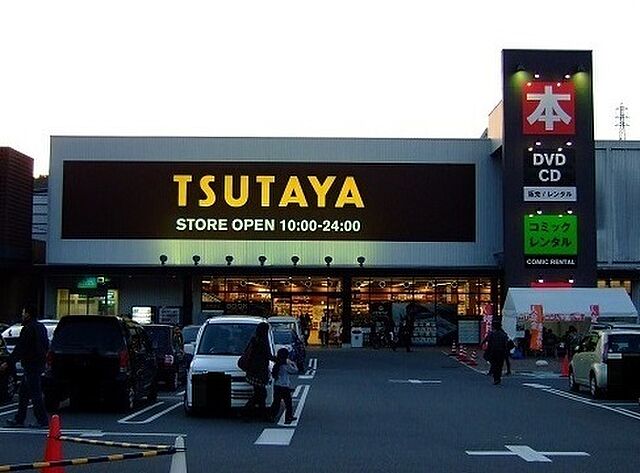 TSUTAYA
STORE OPEN 10:00-24:00
本
DVD
CD
販売/レンタル
コミック
レンタル
COMIC RENTAL